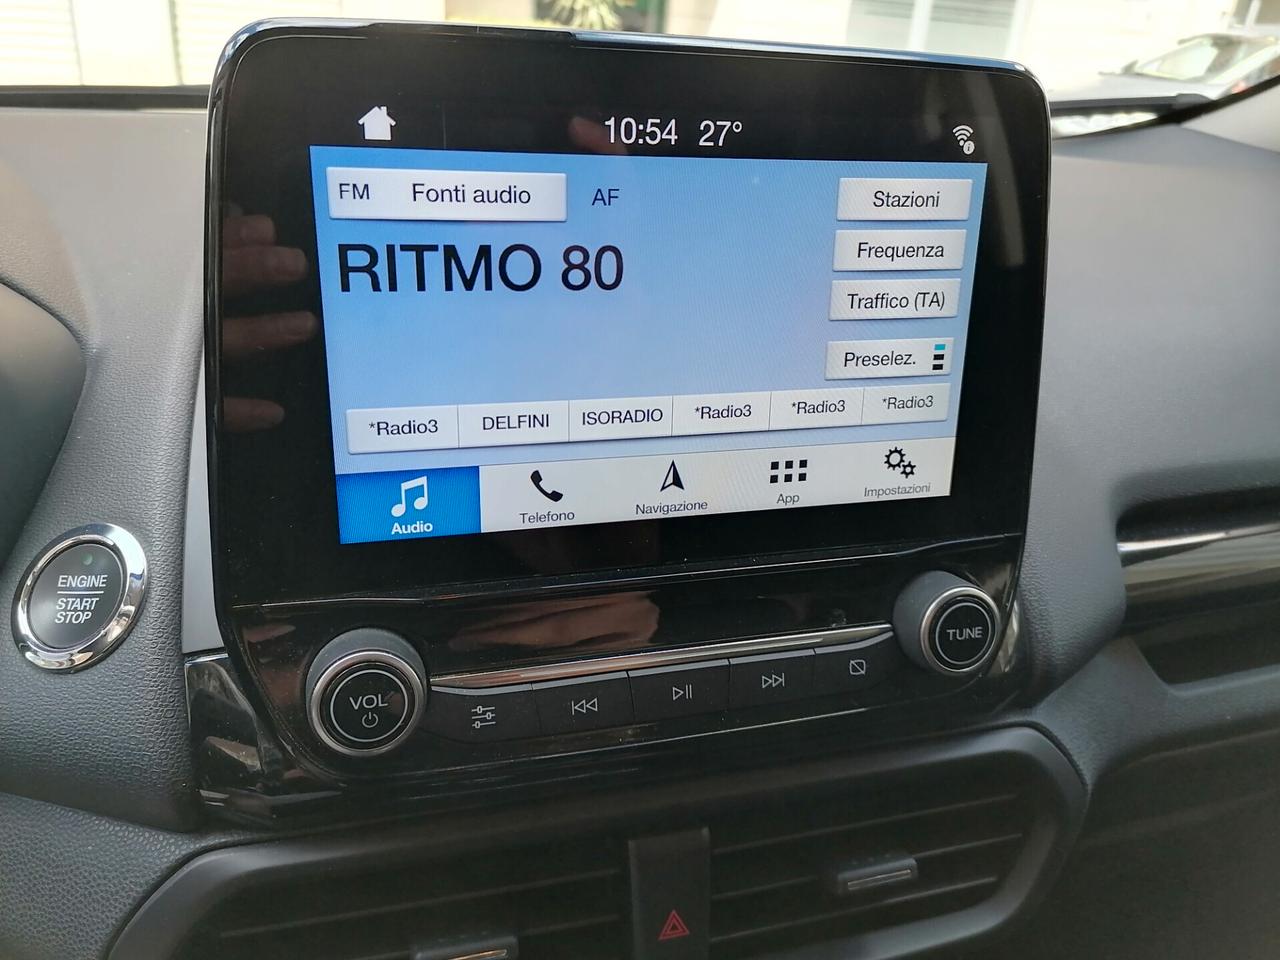 10:54 27°
FM Fonti audio AF
Stazioni
RITMO 80
Frequenza
Traffico (TA)
Preselez.
*Radio3 DELFINI ISORADIO *Radio3 *Radio3 *Radio3
Audio Telefono Navigazione App Impostazioni
ENGINE
START
STOP
VOL
TUNE